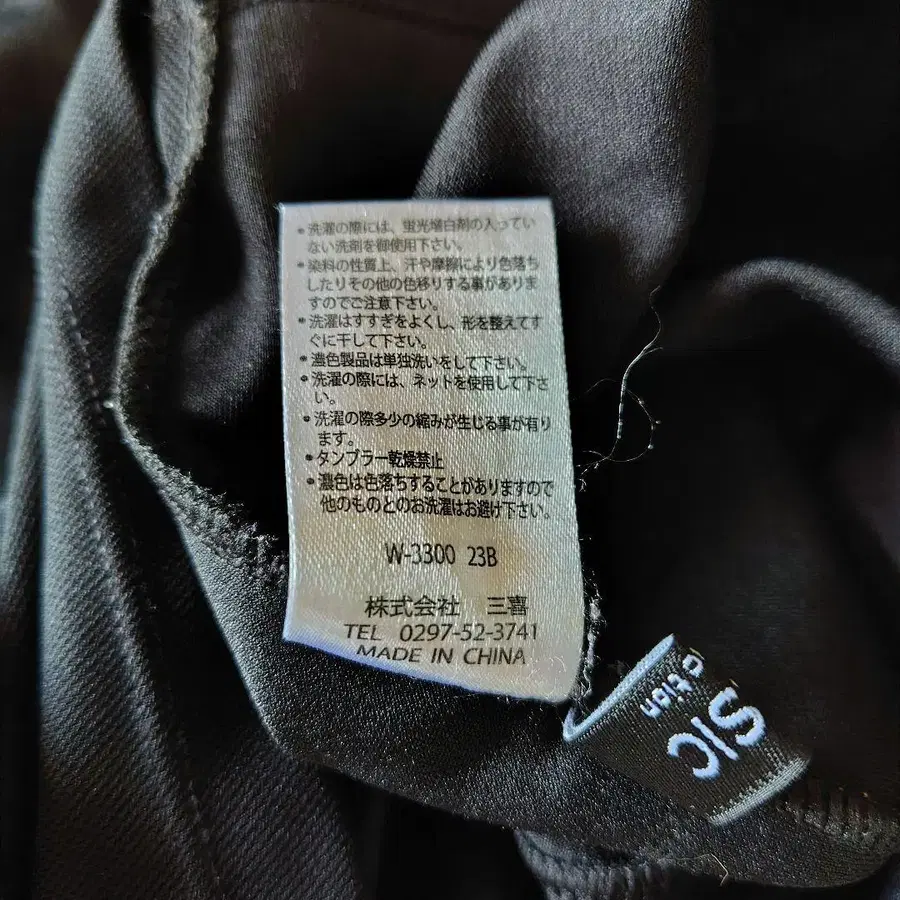 • 洗濯の際には、蛍光増白剤の入ってい
ない洗剤を御使用下さい。
• 染料の性質上、汗や摩擦により色落ち
したりその他の色移りする事がありま
すのでご注意下さい。
• 洗濯はすすぎをよくし、形を整えてす
ぐに干して下さい。
• 濃色製品は単独洗いをして下さい。
• 洗濯の際には、ネットを使用して下さ
い。
• 洗濯の際多少の縮みが生じる事が有り
ます。
• タンブラー乾燥禁止
• 濃色は色落ちすることがありますので
他のものとのお洗濯はお避け下さい。
W-3300 23B
株式会社 三喜
TEL 0297-52-3741
MADE IN CHINA
S/C
ction